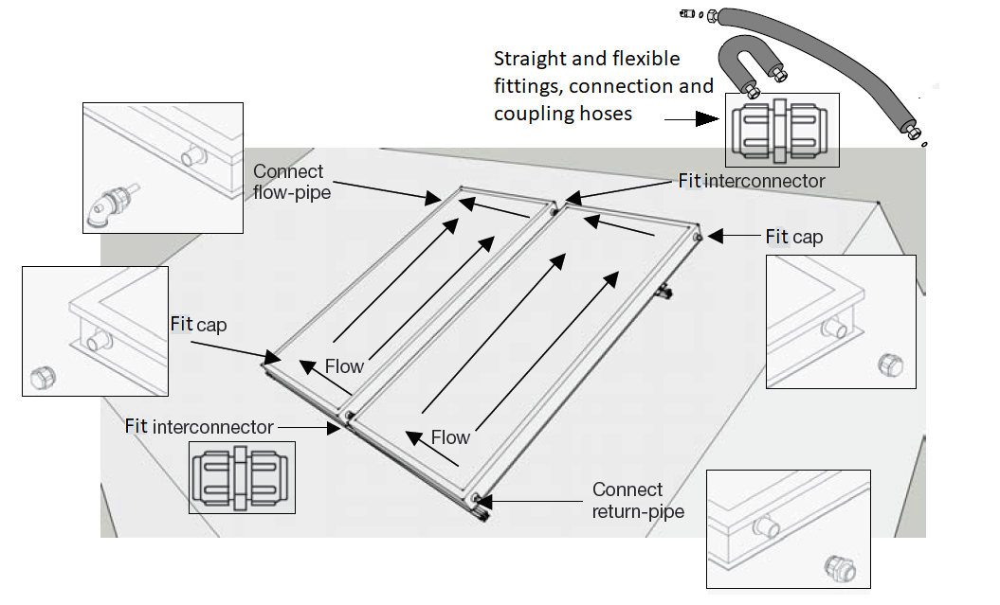 Straight and flexible
fittings, connection and
coupling hoses
Connect
flow-pipe
Fit interconnector
Fit cap
Fit cap
Flow
Fit interconnector
Flow
Connect
return-pipe